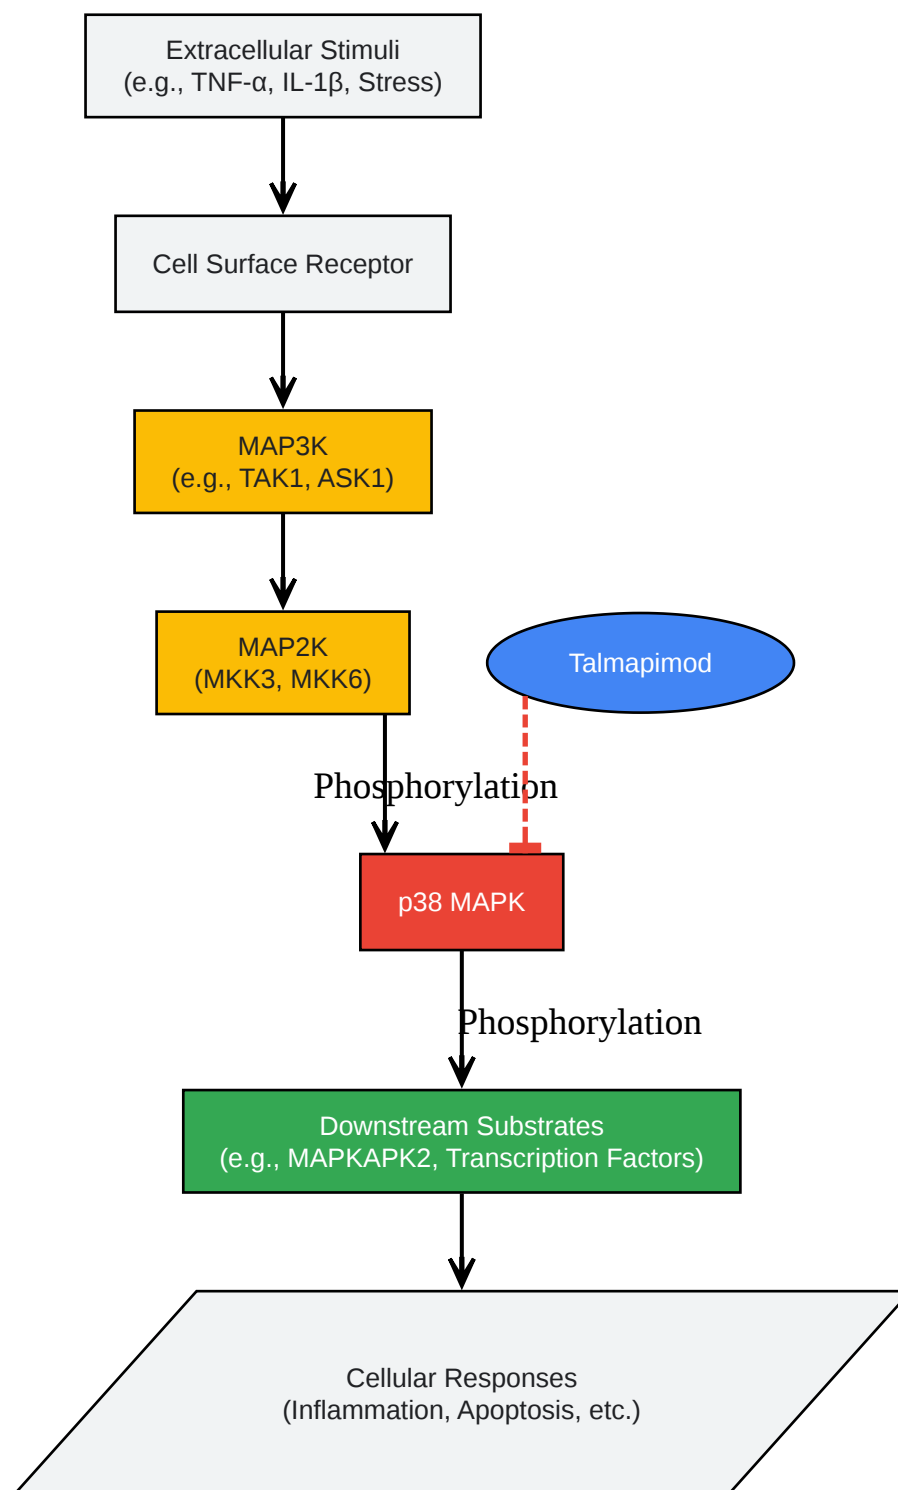 Extracellular Stimuli
(e.g., TNF-α, IL-1β, Stress)
Cell Surface Receptor
MAP3K
(e.g., TAK1, ASK1)
MAP2K
(MKK3, MKK6)
Talmapimod
Phosphorylation
p38 MAPK
Phosphorylation
Downstream Substrates
(e.g., MAPKAPK2, Transcription Factors)
Cellular Responses
(Inflammation, Apoptosis, etc.)